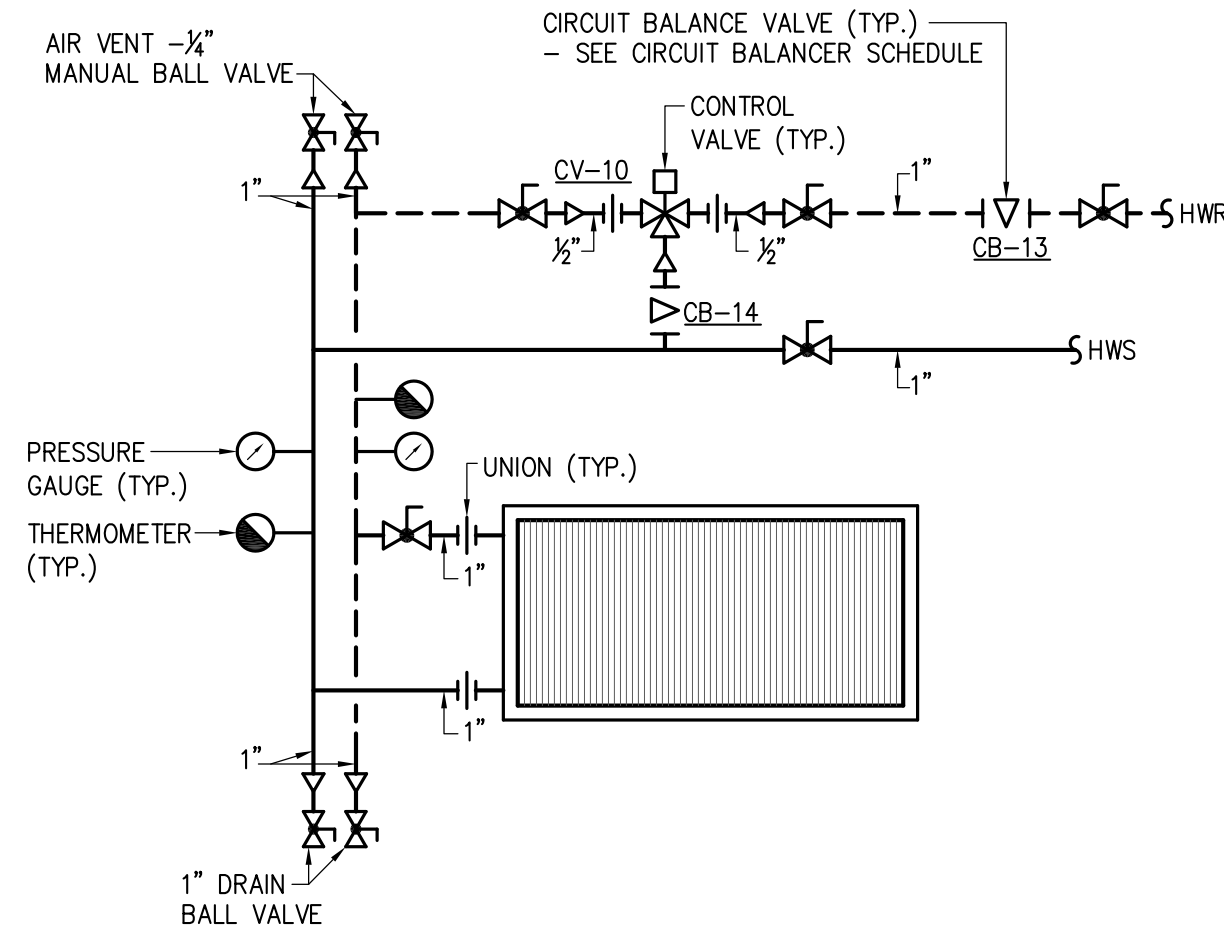 CIRCUIT BALANCE VALVE (TYP.)
– SEE CIRCUIT BALANCER SCHEDULE
AIR VENT –¼”
MANUAL BALL VALVE
CONTROL
VALVE (TYP.)
CV–10
1”
1”
HWR
½”
½”
CB–13
CB–14
HWS
1”
PRESSURE
GAUGE (TYP.)
UNION (TYP.)
THERMOMETER
(TYP.)
1”
1”
1”
1” DRAIN
BALL VALVE